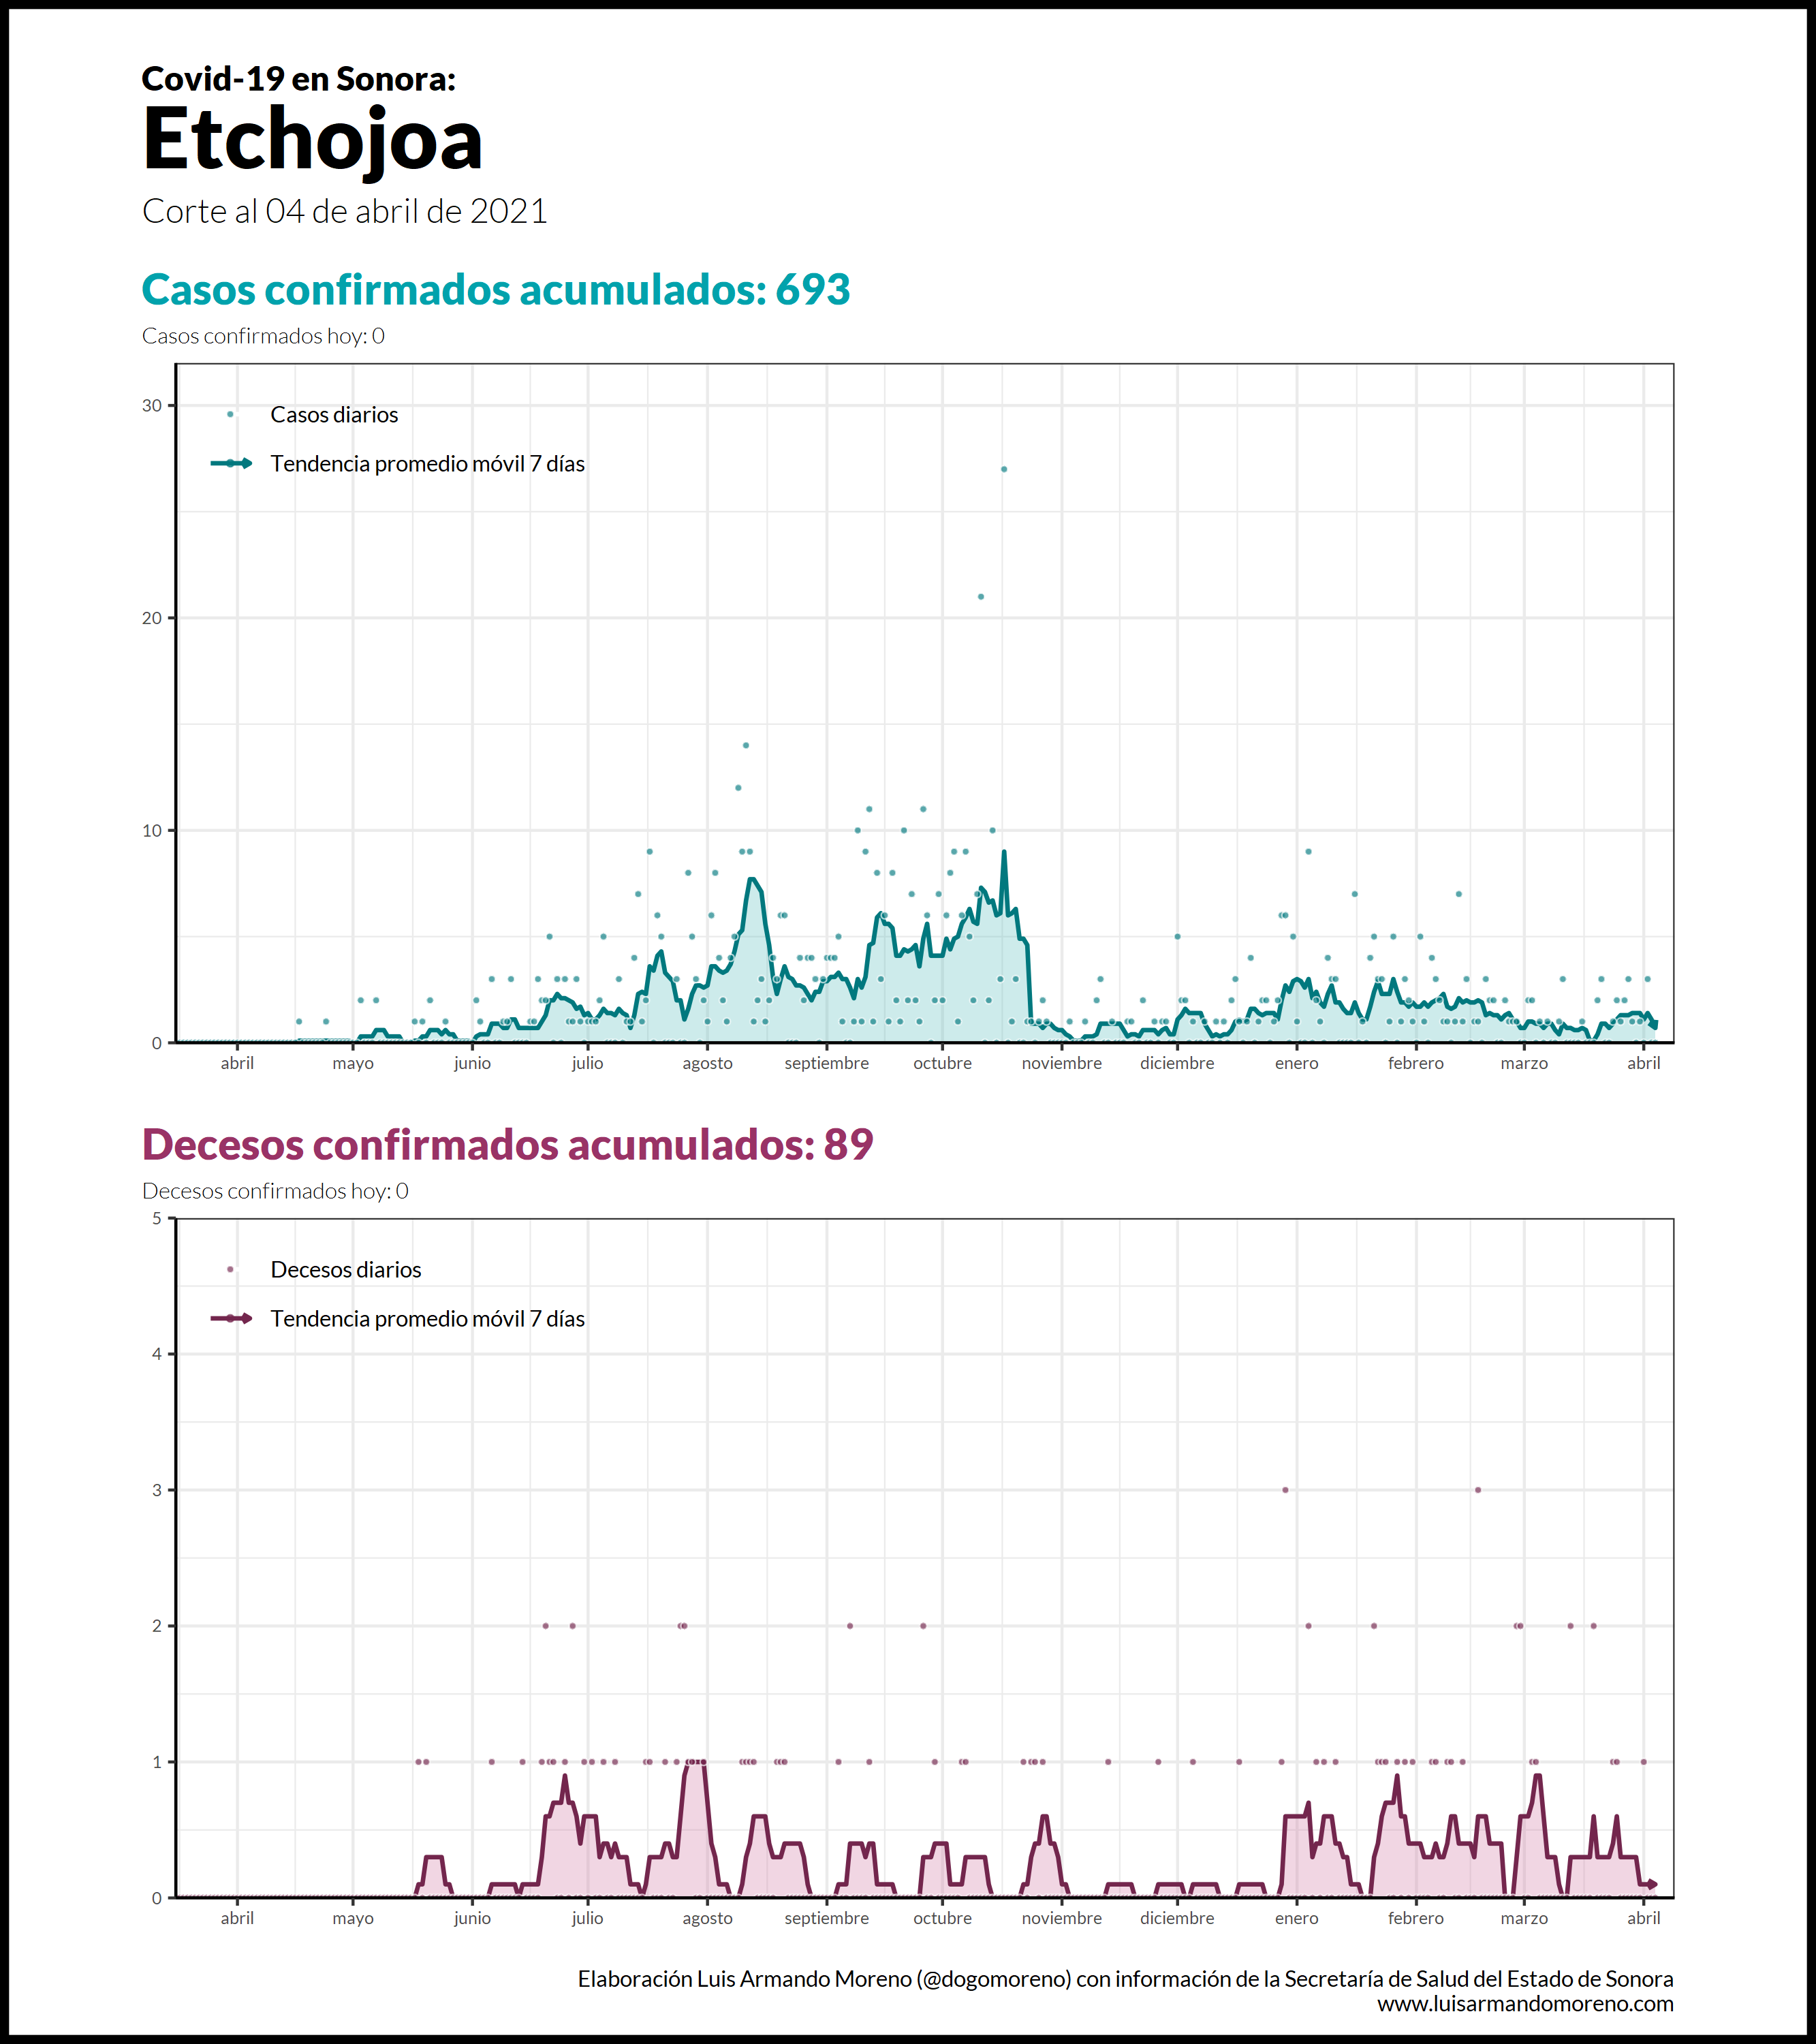 Covid-19 en Sonora:
Etchojoa
Corte al 04 de abril de 2021
Casos confirmados acumulados: 693
Casos confirmados hoy: 0
30
20
10
0
Casos diarios
Tendencia promedio móvil 7 días
abril mayo junio julio agosto septiembre octubre noviembre diciembre enero febrero marzo abril
Decesos confirmados acumulados: 89
Decesos confirmados hoy: 0
5
4
3
2
1
0
Decesos diarios
Tendencia promedio móvil 7 días
abril mayo junio julio agosto septiembre octubre noviembre diciembre enero febrero marzo abril
Elaboración Luis Armando Moreno (@dogomoreno) con información de la Secretaría de Salud del Estado de Sonora
www.luisarmandomoreno.com